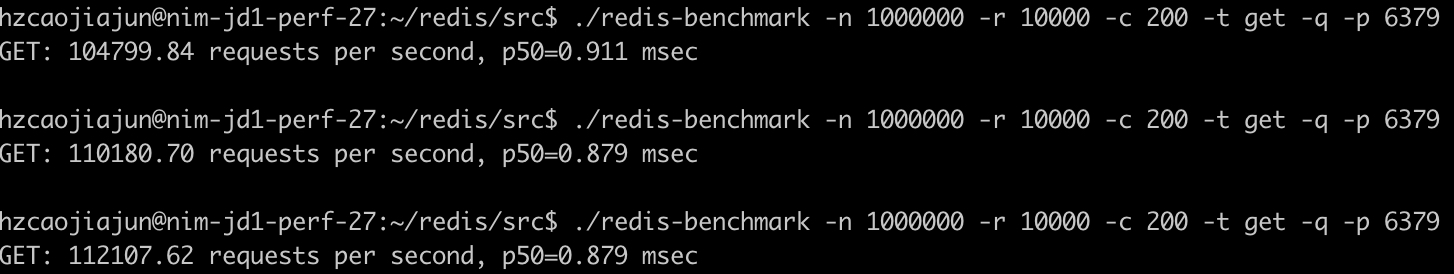 hzcaojiajun@nim-jd1-perf-27:~/redis/src$ ./redis-benchmark -n 1000000 -r 10000 -c 200 -t get -q -p 6379
GET: 104799.84 requests per second, p50=0.911 msec
hzcaojiajun@nim-jd1-perf-27:~/redis/src$ ./redis-benchmark -n 1000000 -r 10000 -c 200 -t get -q -p 6379
GET: 110180.70 requests per second, p50=0.879 msec
hzcaojiajun@nim-jd1-perf-27:~/redis/src$ ./redis-benchmark -n 1000000 -r 10000 -c 200 -t get -q -p 6379
GET: 112107.62 requests per second, p50=0.879 msec